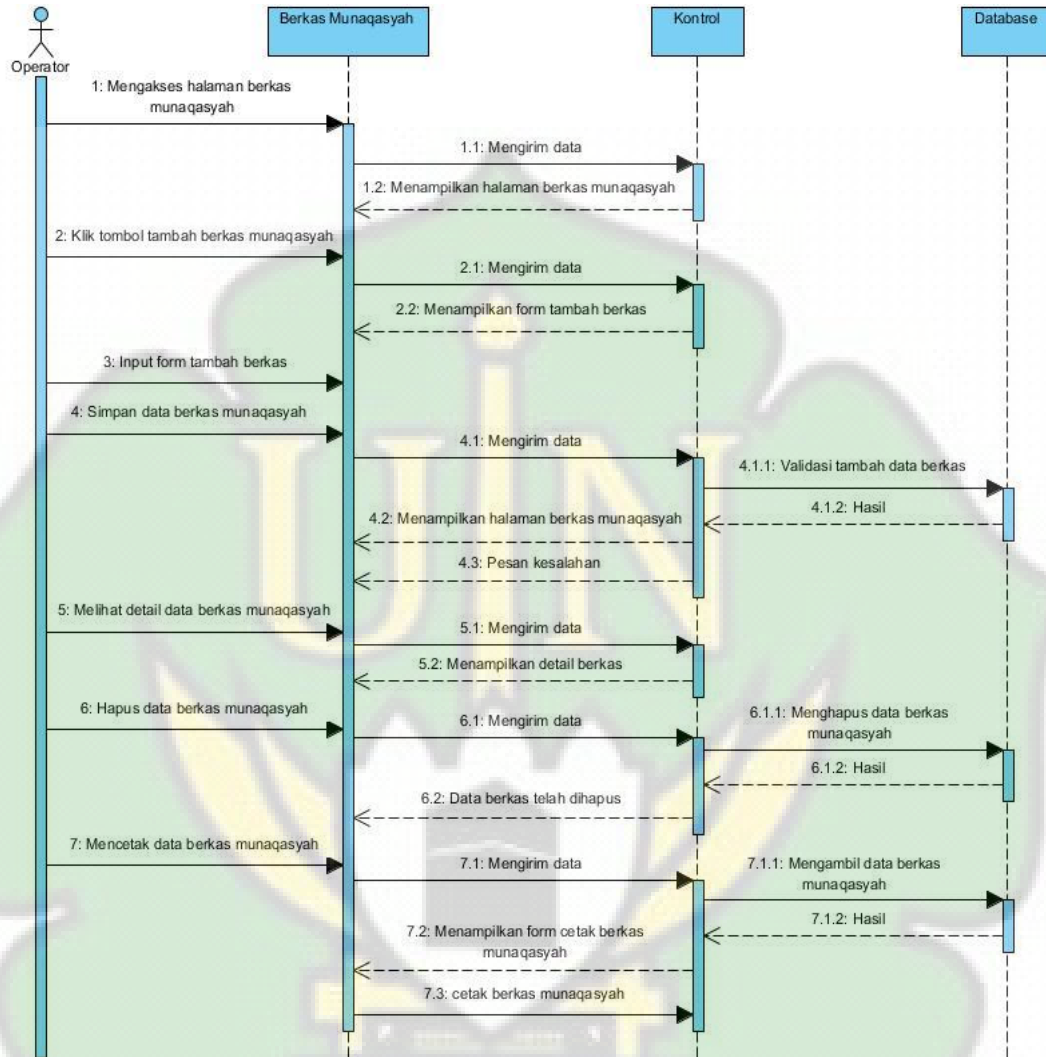 Berkas Munaqasyah
Kontrol
Database
Operator
1: Mengakses halaman berkas
munaqasyah
1.1: Mengirim data
1.2: Menampilkan halaman berkas munaqasyah
2: Klik tombol tambah berkas munaqasyah
2.1: Mengirim data
2.2: Menampilkan form tambah berkas
3: Input form tambah berkas
4: Simpan data berkas munaqasyah
4.1: Mengirim data
4.1.1: Validasi tambah data berkas
4.1.2: Hasil
4.2: Menampilkan halaman berkas munaqasyah
4.3: Pesan kesalahan
5: Melihat detail data berkas munaqasyah
5.1: Mengirim data
5.2: Menampilkan detail berkas
6: Hapus data berkas munaqasyah
6.1: Mengirim data
6.1.1: Menghapus data berkas
munaqasyah
6.1.2: Hasil
6.2: Data berkas telah dihapus
7: Mencetak data berkas munaqasyah
7.1: Mengirim data
7.1.1: Mengambil data berkas
munaqasyah
7.1.2: Hasil
7.2: Menampilkan form cetak berkas
munaqasyah
7.3: cetak berkas munaqasyah
UIN